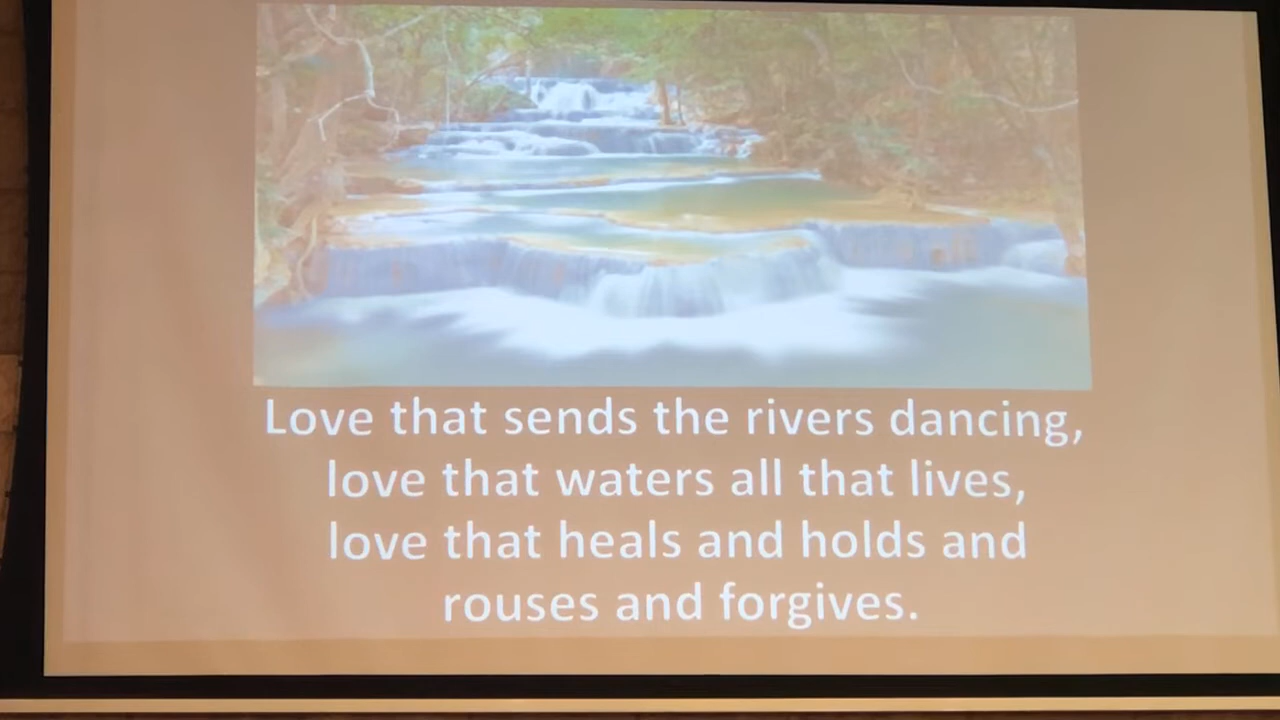 Love that sends the rivers dancing,
love that waters all that lives,
love that heals and holds and
rouses and forgives.